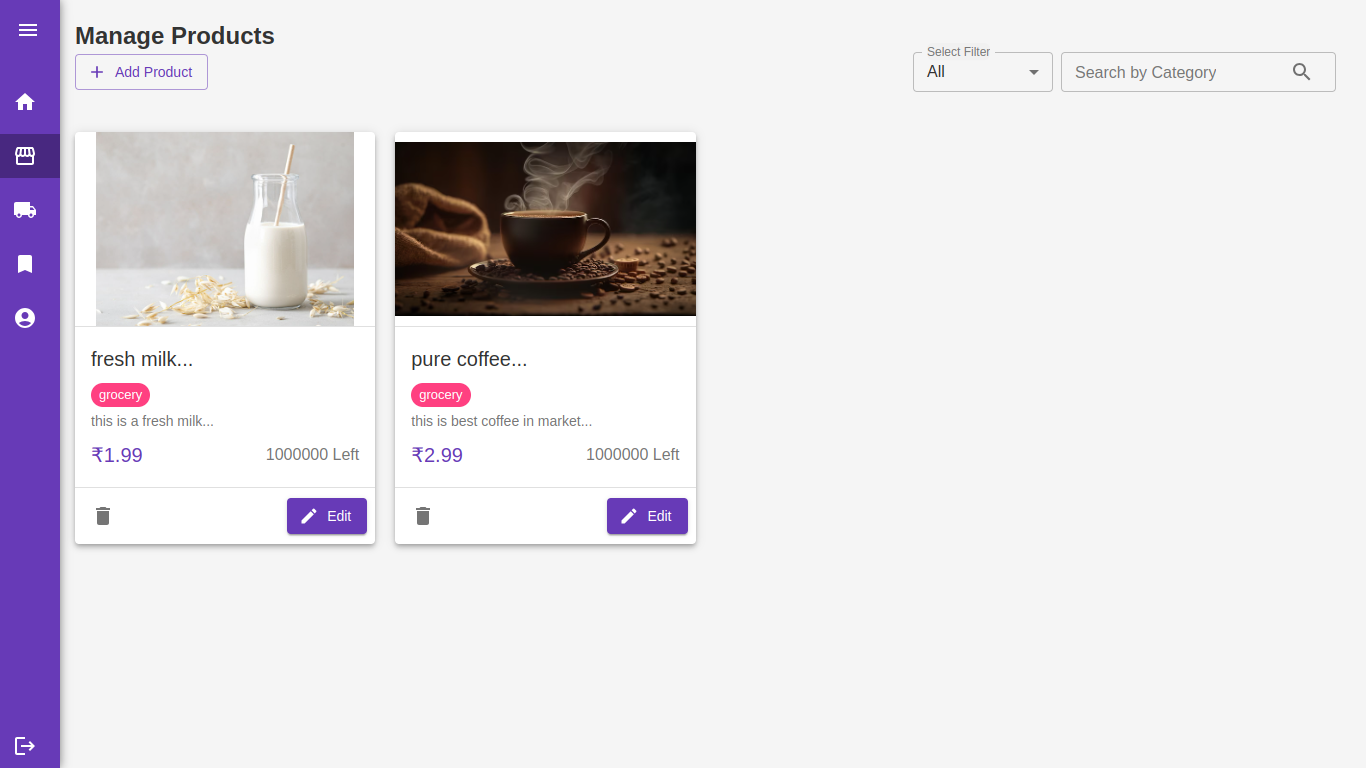 Manage Products
Add Product
Select Filter
All
Search by Category
fresh milk...
grocery
this is a fresh milk...
₹1.99
1000000 Left
Edit
pure coffee...
grocery
this is best coffee in market...
₹2.99
1000000 Left
Edit